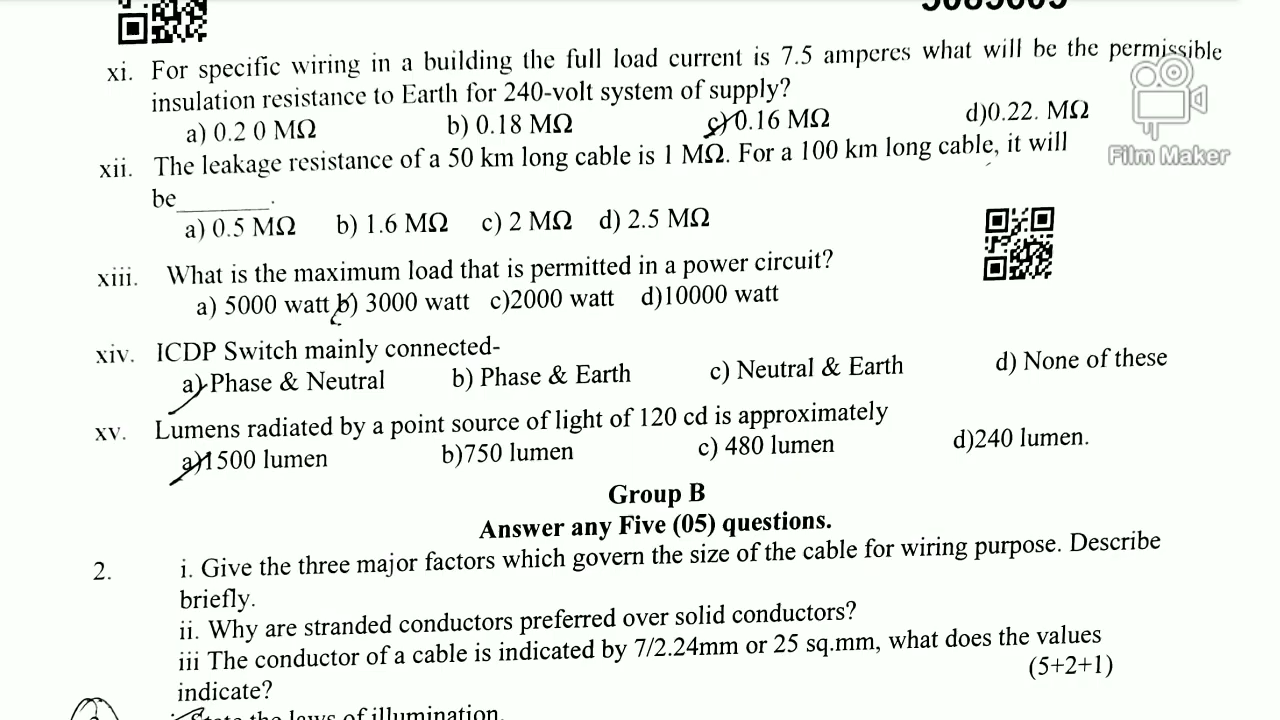 xi. For specific wiring in a building the full load current is 7.5 amperes what will be the permissible
insulation resistance to Earth for 240-volt system of supply?
a) 0.2 0 MΩ b) 0.18 MΩ c) 0.16 MΩ d)0.22. MΩ
Film Maker
xii. The leakage resistance of a 50 km long cable is 1 MΩ. For a 100 km long cable, it will
be________.
a) 0.5 MΩ b) 1.6 MΩ c) 2 MΩ d) 2.5 MΩ
xiii. What is the maximum load that is permitted in a power circuit?
a) 5000 watt b) 3000 watt c)2000 watt d)10000 watt
xiv. ICDP Switch mainly connected-
a) Phase & Neutral b) Phase & Earth c) Neutral & Earth d) None of these
xv. Lumens radiated by a point source of light of 120 cd is approximately
a)1500 lumen b)750 lumen c) 480 lumen d)240 lumen.
Group B
Answer any Five (05) questions.
2. i. Give the three major factors which govern the size of the cable for wiring purpose. Describe
briefly.
ii. Why are stranded conductors preferred over solid conductors?
iii The conductor of a cable is indicated by 7/2.24mm or 25 sq.mm, what does the values
indicate? (5+2+1)
State the laws of illumination.